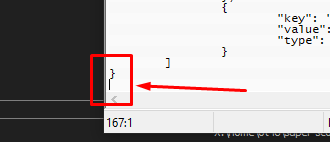 {
"key": "
"value":
"type":
}
]
}
167:1